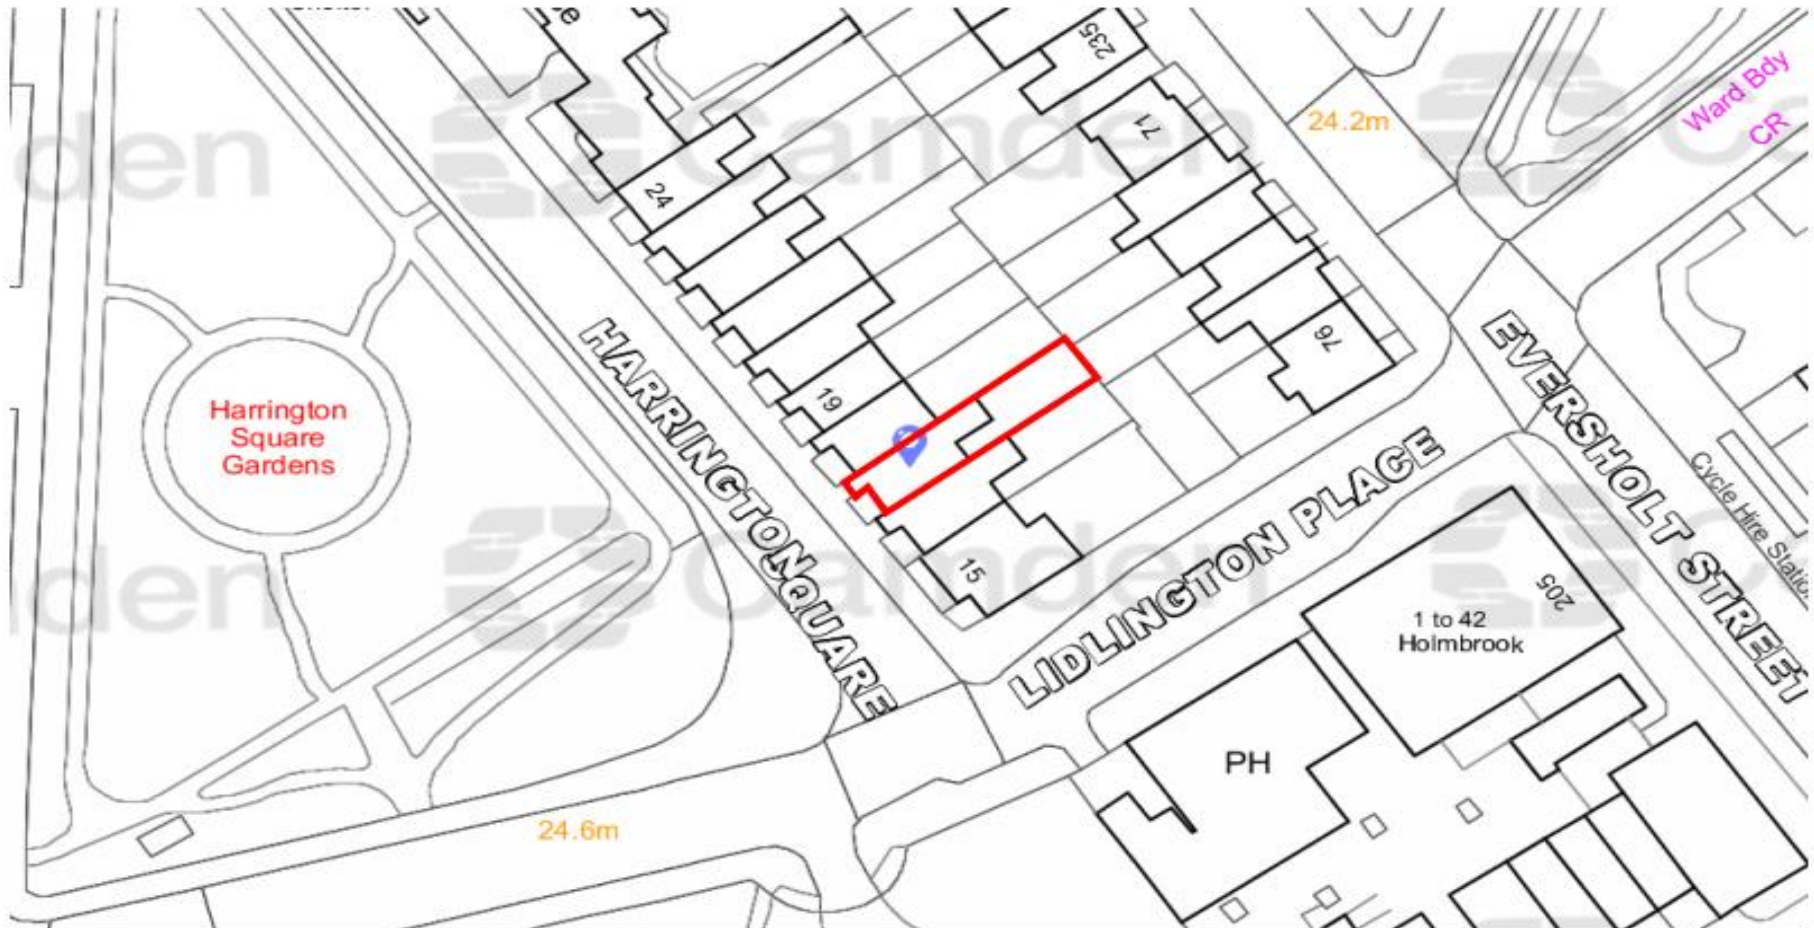 235
71
24.2m
Ward Bdy
CR
Camden
24
HARRINGTON SQUARE
Harrington
Square
Gardens
19
76
EVERSHOLT STREET
Cycle Hire Station
LIDLINGTON PLACE
15
Camden
205
1 to 42
Holmbrook
PH
24.6m